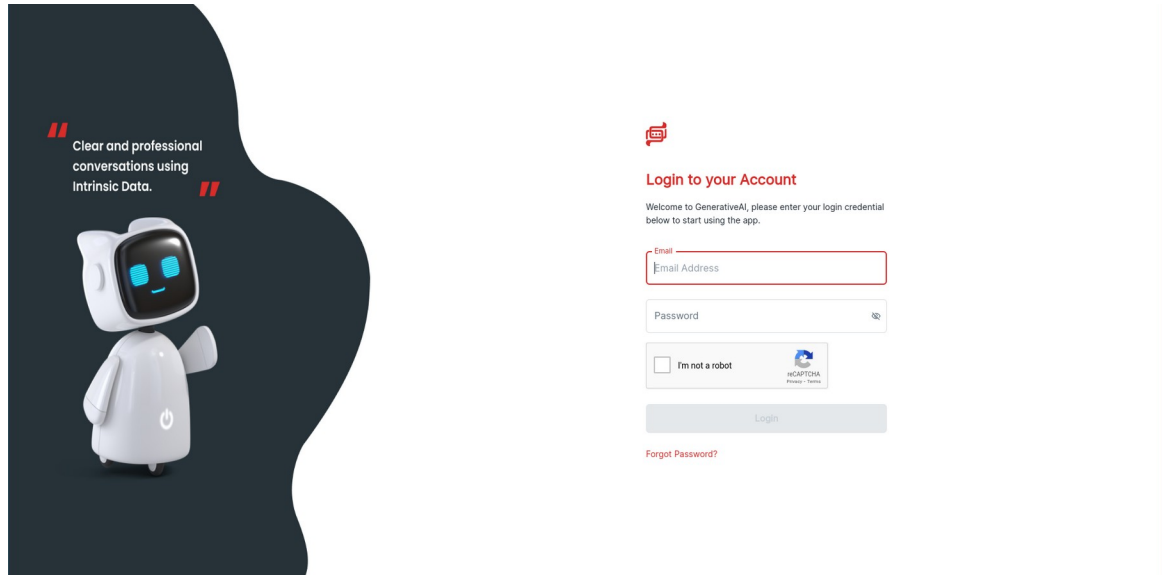 Clear and professional
conversations using
Intrinsic Data.
Login to your Account
Welcome to GenerativeAI, please enter your login credential
below to start using the app.
Email
Email Address
Password
I'm not a robot
reCAPTCHA
Privacy - Terms
Login
Forgot Password?